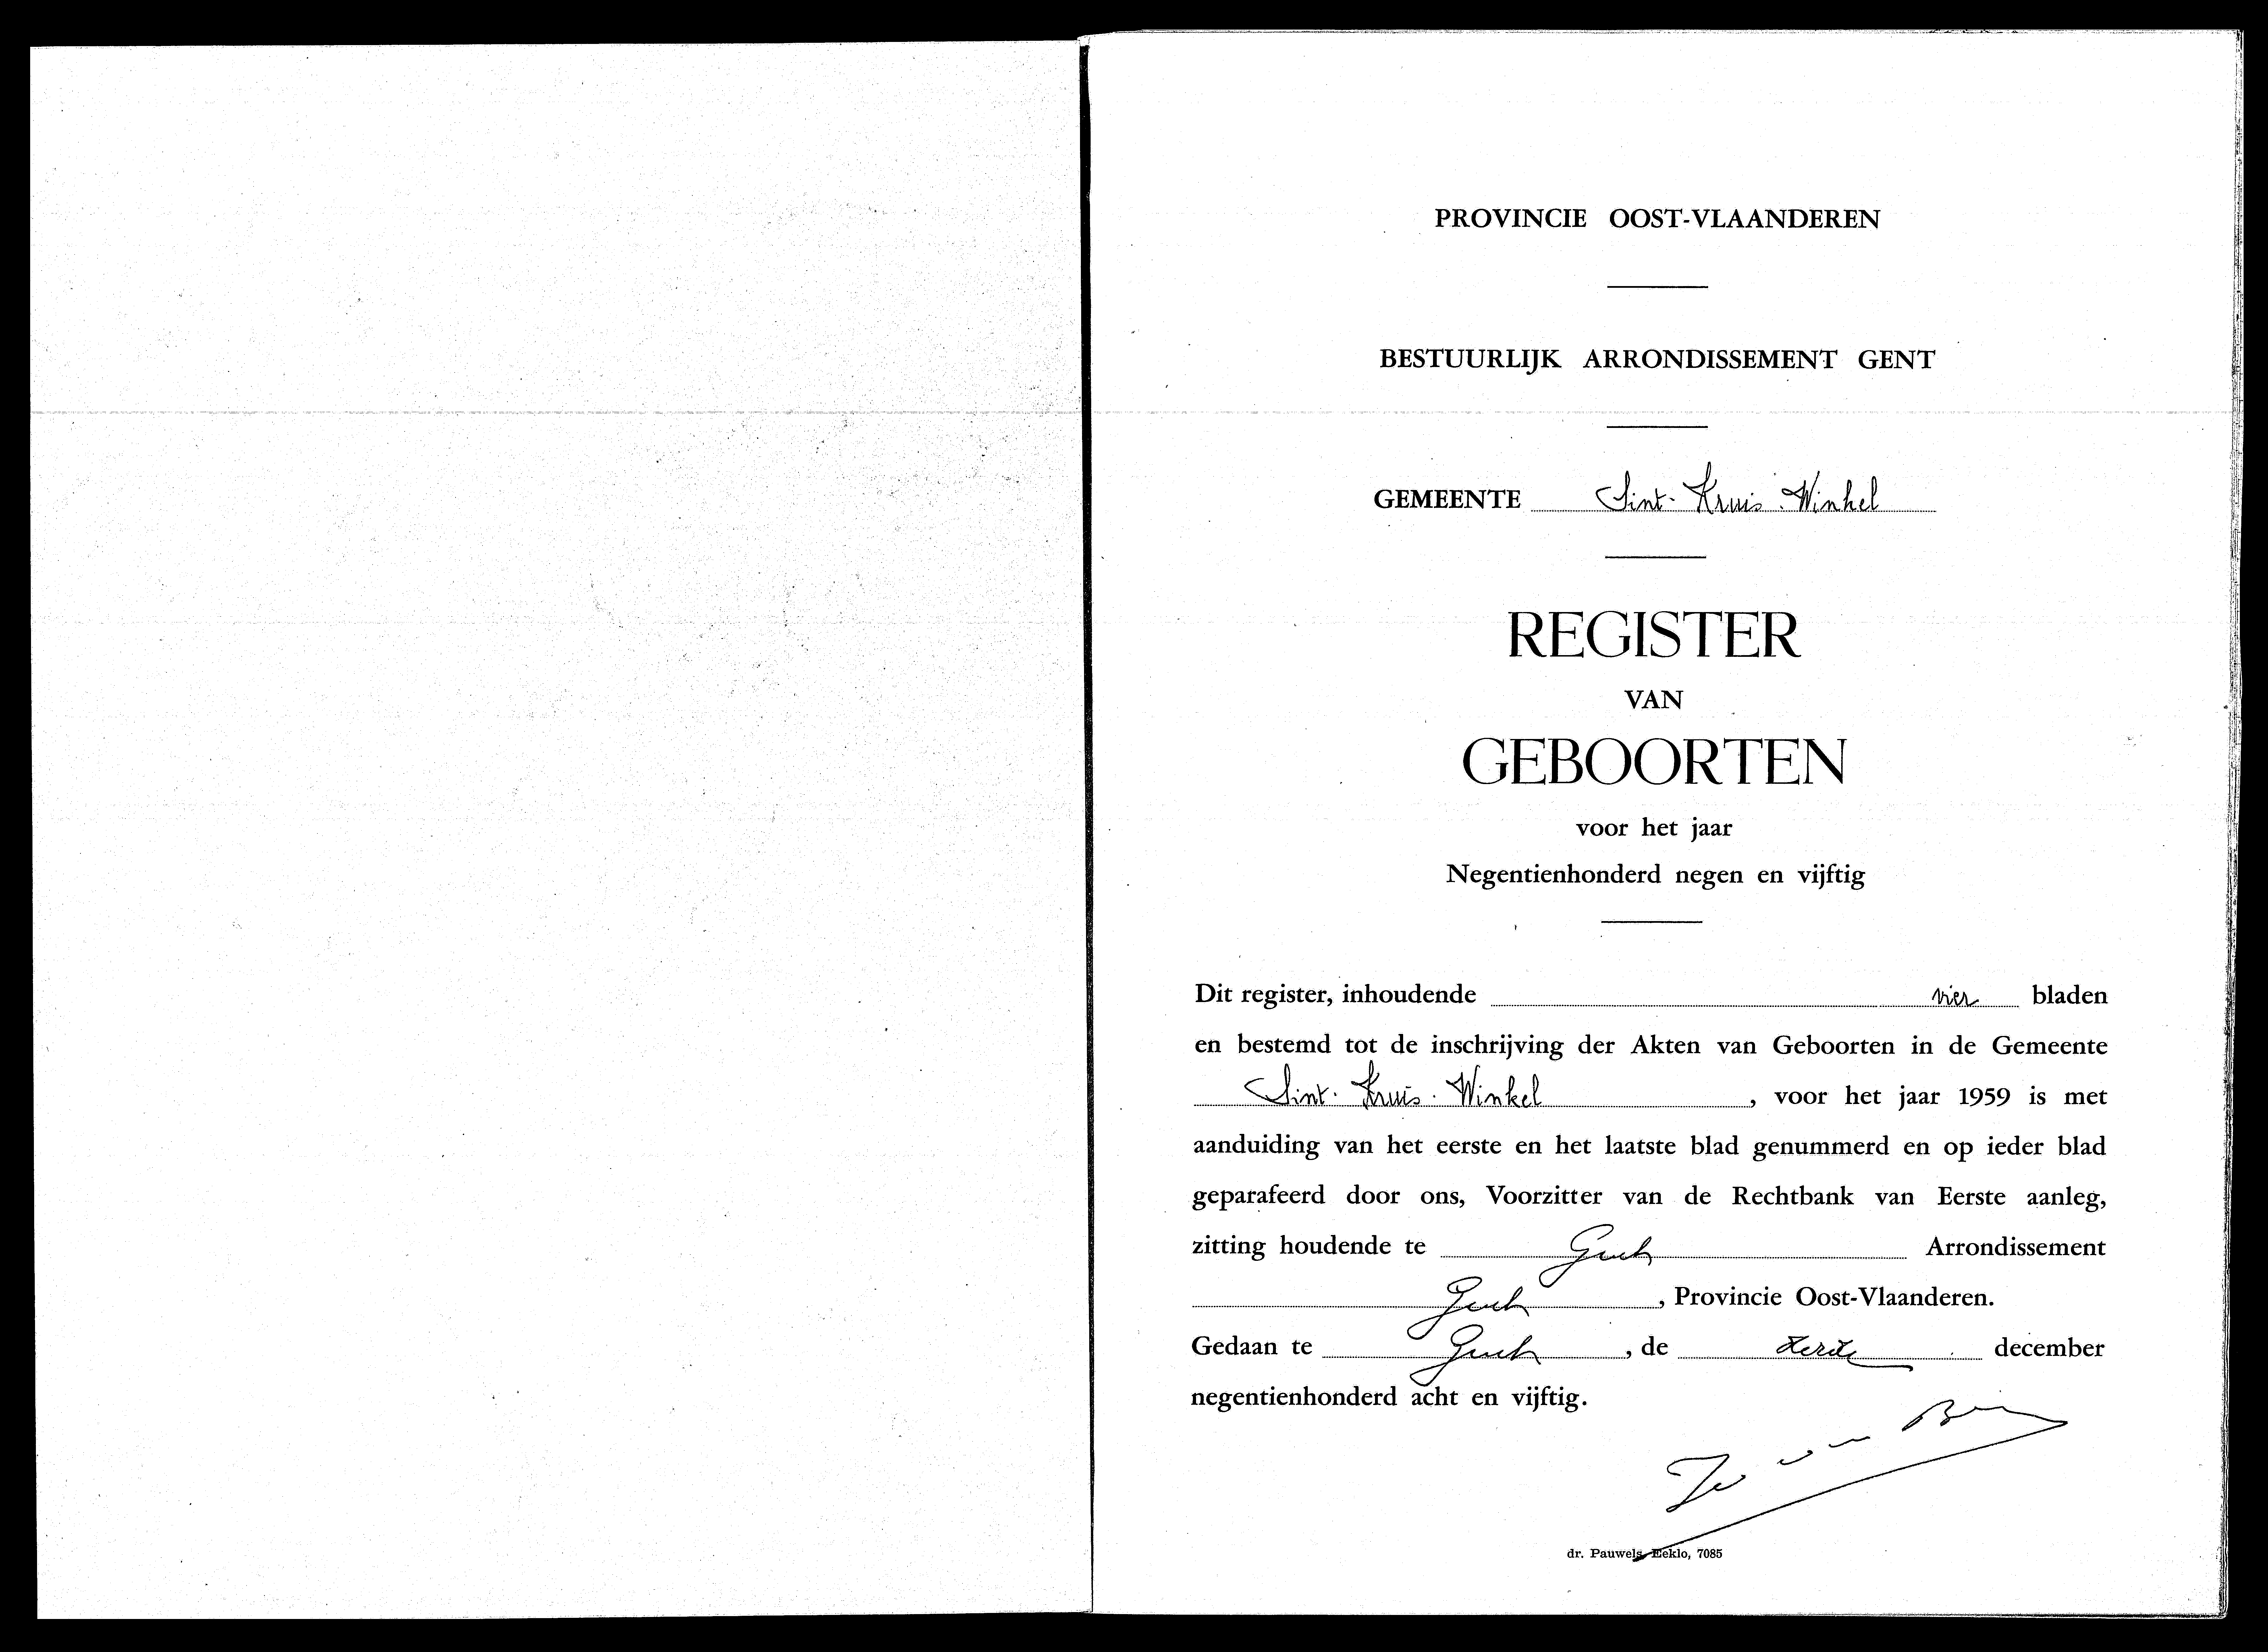 PROVINCIE OOST-VLAANDEREN
BESTUURLIJK ARRONDISSEMENT GENT
GEMEENTE Sint-Kruis-Winkel
REGISTER
VAN
GEBOORTEN
voor het jaar
Negentienhonderd negen en vijftig
Dit register, inhoudende vier bladen
en bestemd tot de inschrijving der Akten van Geboorten in de Gemeente
Sint-Kruis-Winkel, voor het jaar 1959 is met
aanduiding van het eerste en het laatste blad genummerd en op ieder blad
geparafeerd door ons, Voorzitter van de Rechtbank van Eerste aanleg,
zitting houdende te Gent Arrondissement
Gent, Provincie Oost-Vlaanderen.
Gedaan te Gent, de derde december
negentienhonderd acht en vijftig.
dr. Pauwels, Eeklo, 7085